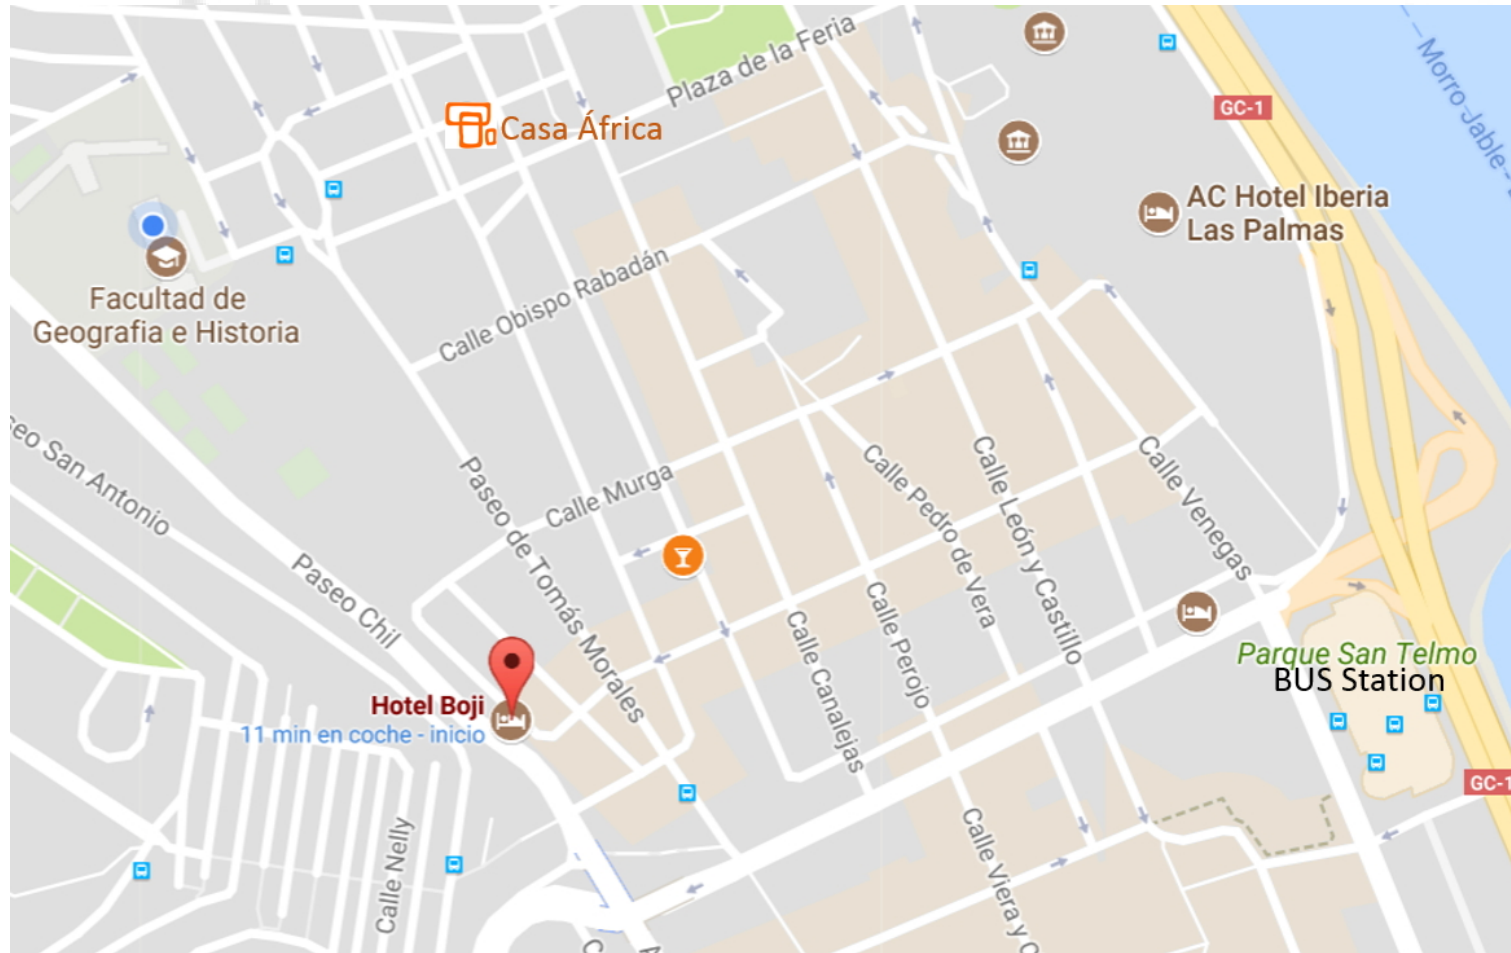 Plaza de la Feria
Morro Jable
GC-1
Casa África
AC Hotel Iberia
Las Palmas
Facultad de
Geografia e Historia
Calle Obispo Rabadán
San Antonio
Paseo Chil
Paseo de Tomás Morales
Calle Murga
Calle Pedro de Vera
Calle León y Castillo
Calle Venegas
Calle Canalejas
Calle Perojo
Parque San Telmo
BUS Station
Hotel Boji
11 min en coche - inicio
GC-1
Calle Nelly
Calle Viera y C